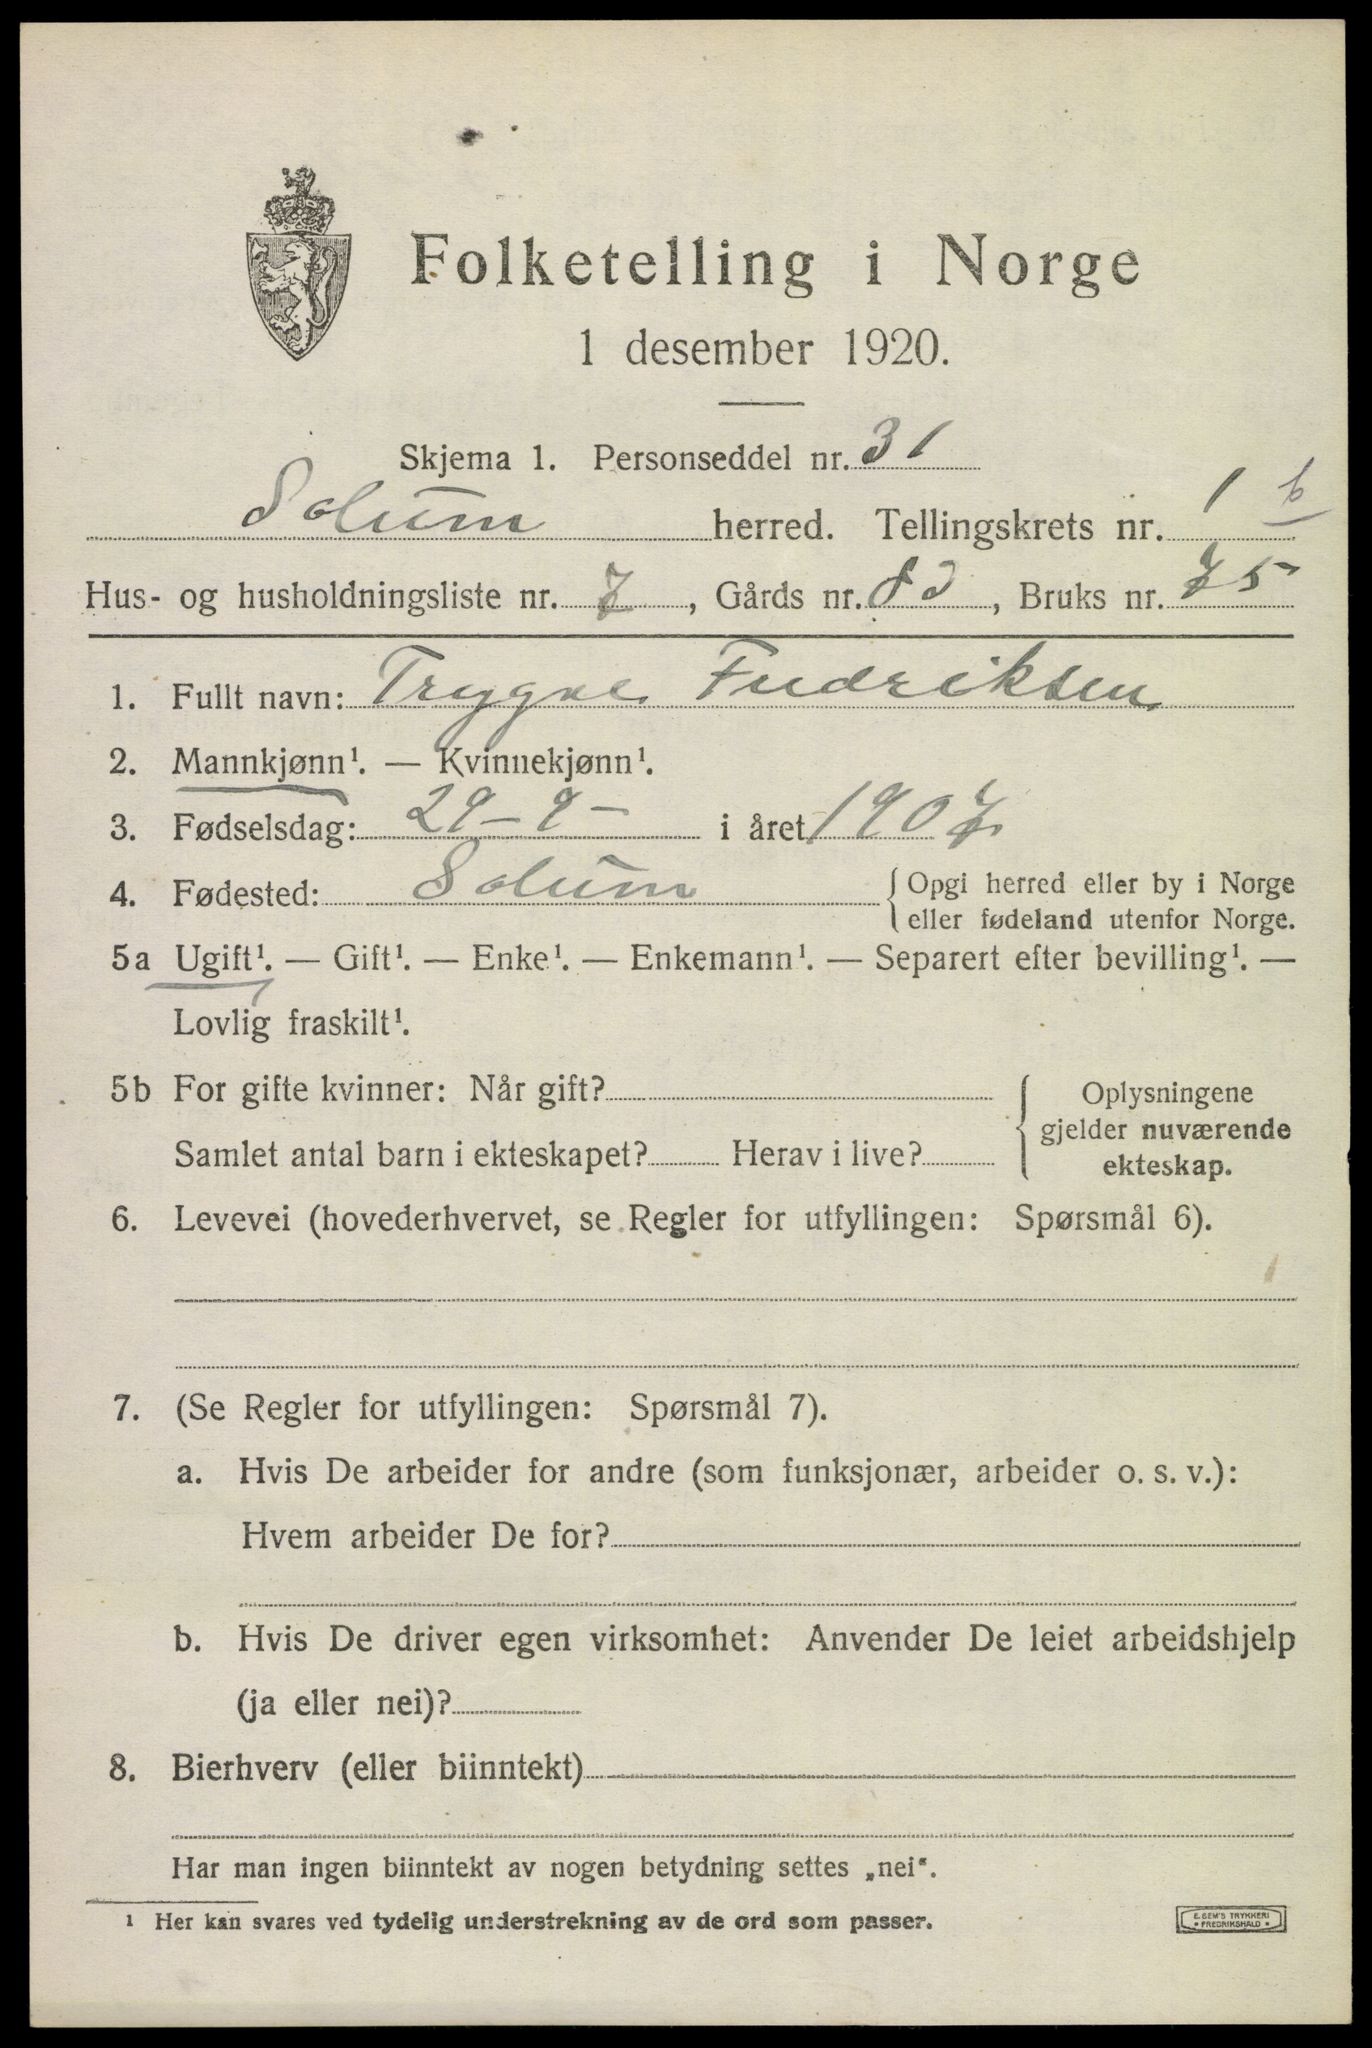 Folketelling i Norge
1 desember 1920.
Skjema 1. Personseddel nr. 31
Solum herred. Tellingskrets nr. 1 b
Hus- og husholdningsliste nr. 7, Gårds nr. 83, Bruks nr. 75
1. Fullt navn: Trygve Fredriksen
2. Mannkjønn¹. — Kvinnekjønn¹.
3. Fødselsdag: 29-9- i året 1907
4. Fødested: Solum { Opgi herred eller by i Norge
eller fødeland utenfor Norge.
5a Ugift¹. — Gift¹. — Enke¹. — Enkemann¹. — Separert efter bevilling¹. —
Lovlig fraskilt¹.
5b For gifte kvinner: Når gift?
Samlet antal barn i ekteskapet? Herav i live?
{ Oplysningene
gjelder nuværende
ekteskap.
6. Levevei (hovederhvervet, se Regler for utfyllingen: Spørsmål 6).
7. (Se Regler for utfyllingen: Spørsmål 7).
a. Hvis De arbeider for andre (som funksjonær, arbeider o. s. v.):
Hvem arbeider De for?
b. Hvis De driver egen virksomhet: Anvender De leiet arbeidshjelp
(ja eller nei)?
8. Bierhverv (eller biinntekt)
Har man ingen biinntekt av nogen betydning settes „nei“.
¹ Her kan svares ved tydelig understrekning av de ord som passer.
E. SEM'S TRYKKERI
• FREDRIKSHALD •